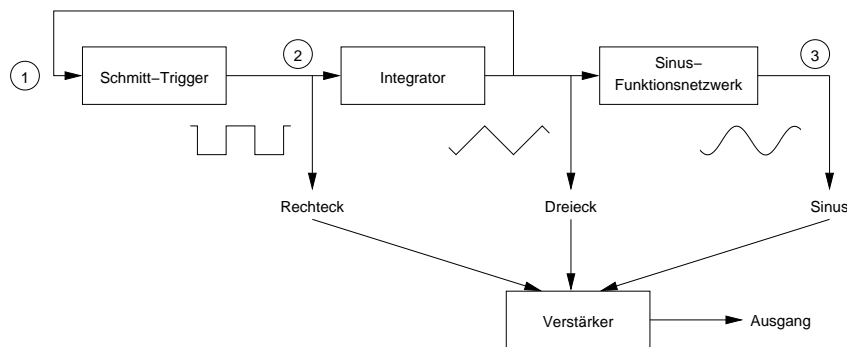 1
Schmitt–Trigger
2
Integrator
Sinus–
Funktionsnetzwerk
3
Rechteck
Dreieck
Sinus
Verstärker
Ausgang